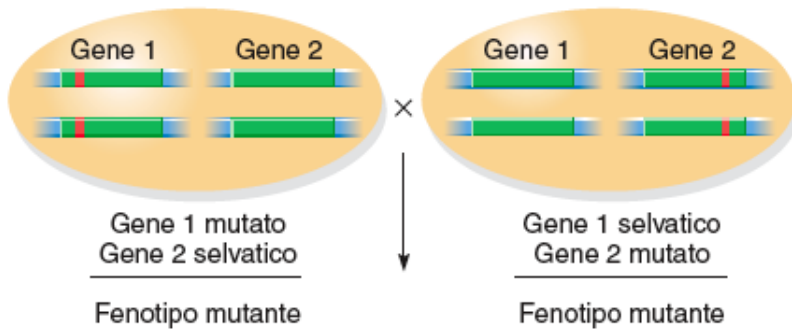 Gene 1 Gene 2
Gene 1 Gene 2
×
Gene 1 mutato
Gene 2 selvatico
Fenotipo mutante
Gene 1 selvatico
Gene 2 mutato
Fenotipo mutante